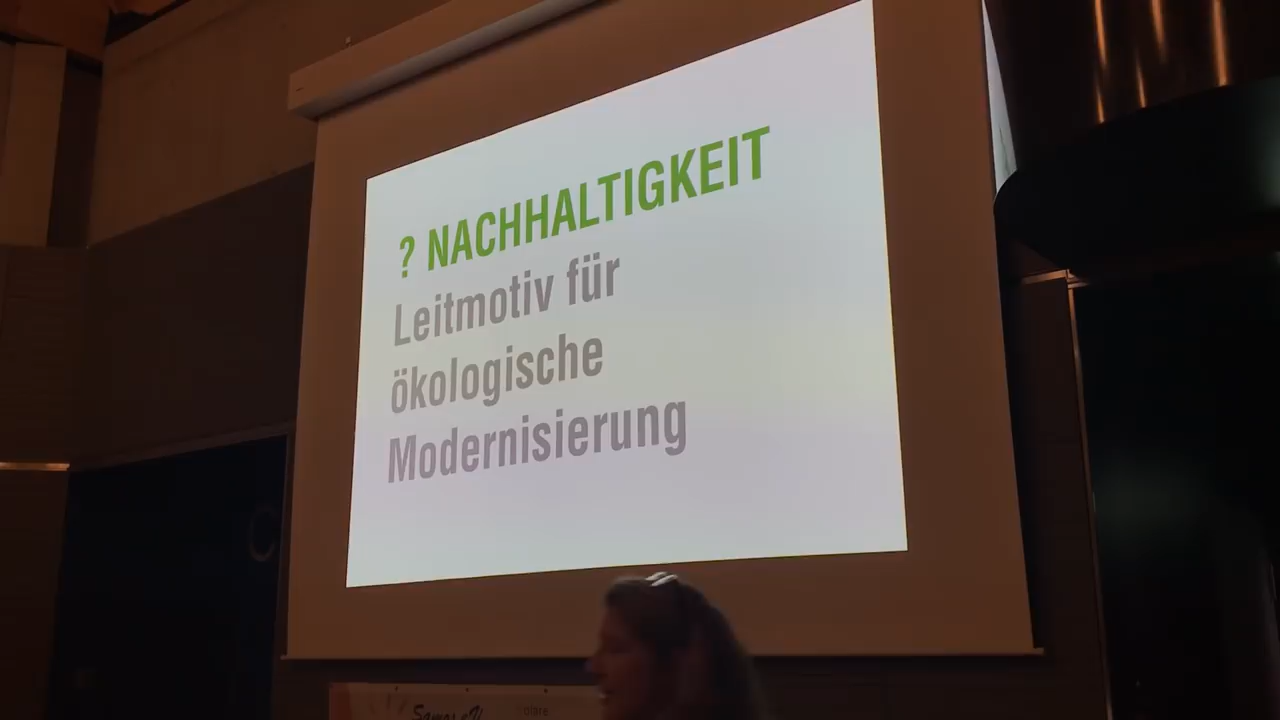 ? NACHHALTIGKEIT
Leitmotiv für
ökologische
Modernisierung